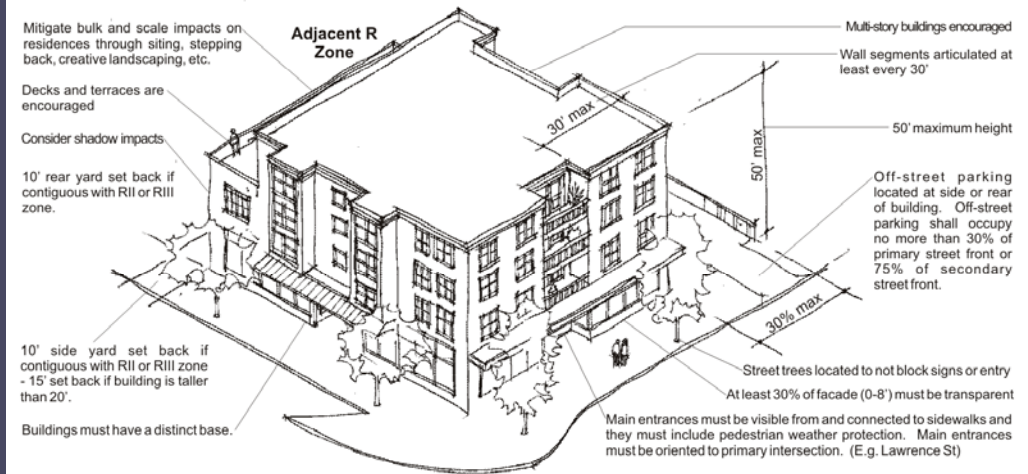 Mitigate bulk and scale impacts on
residences through siting, stepping
back, creative landscaping, etc.
Decks and terraces are
encouraged
Consider shadow impacts
10' rear yard set back if
contiguous with RII or RIII
zone.
10' side yard set back if
contiguous with RII or RIII zone
- 15' set back if building is taller
than 20'.
Buildings must have a distinct base.
Adjacent R
Zone
30' max
50' max
30% max
Multi-story buildings encouraged
Wall segments articulated at
least every 30'
50' maximum height
Off-street parking
located at side or rear
of building. Off-street
parking shall occupy
no more than 30% of
primary street front or
75% of secondary
street front.
Street trees located to not block signs or entry
At least 30% of facade (0-8') must be transparent
Main entrances must be visible from and connected to sidewalks and
they must include pedestrian weather protection. Main entrances
must be oriented to primary intersection. (E.g. Lawrence St)